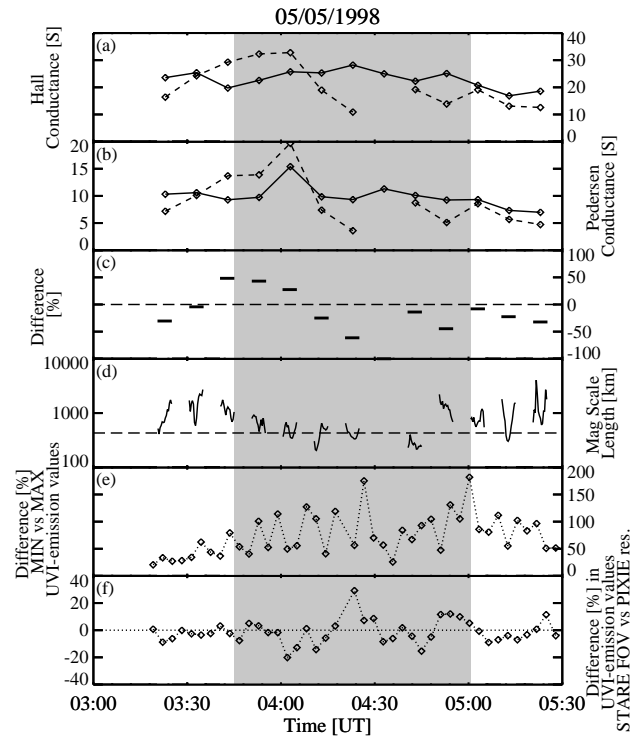 05/05/1998
(a)
Hall
Conductance [S]
40
30
20
10
0
(b)
20
15
10
5
0
Pedersen
Conductance [S]
(c)
Difference
[%]
100
50
0
-50
-100
(d)
10000
1000
100
Mag Scale
Length [km]
(e)
Difference [%]
MIN vs MAX
UVI-emission values
200
150
100
50
0
(f)
40
20
0
-20
-40
Difference [%] in
UVI-emission values
STARE FOV vs PIXIE res.
03:00
03:30
04:00
04:30
05:00
05:30
Time [UT]